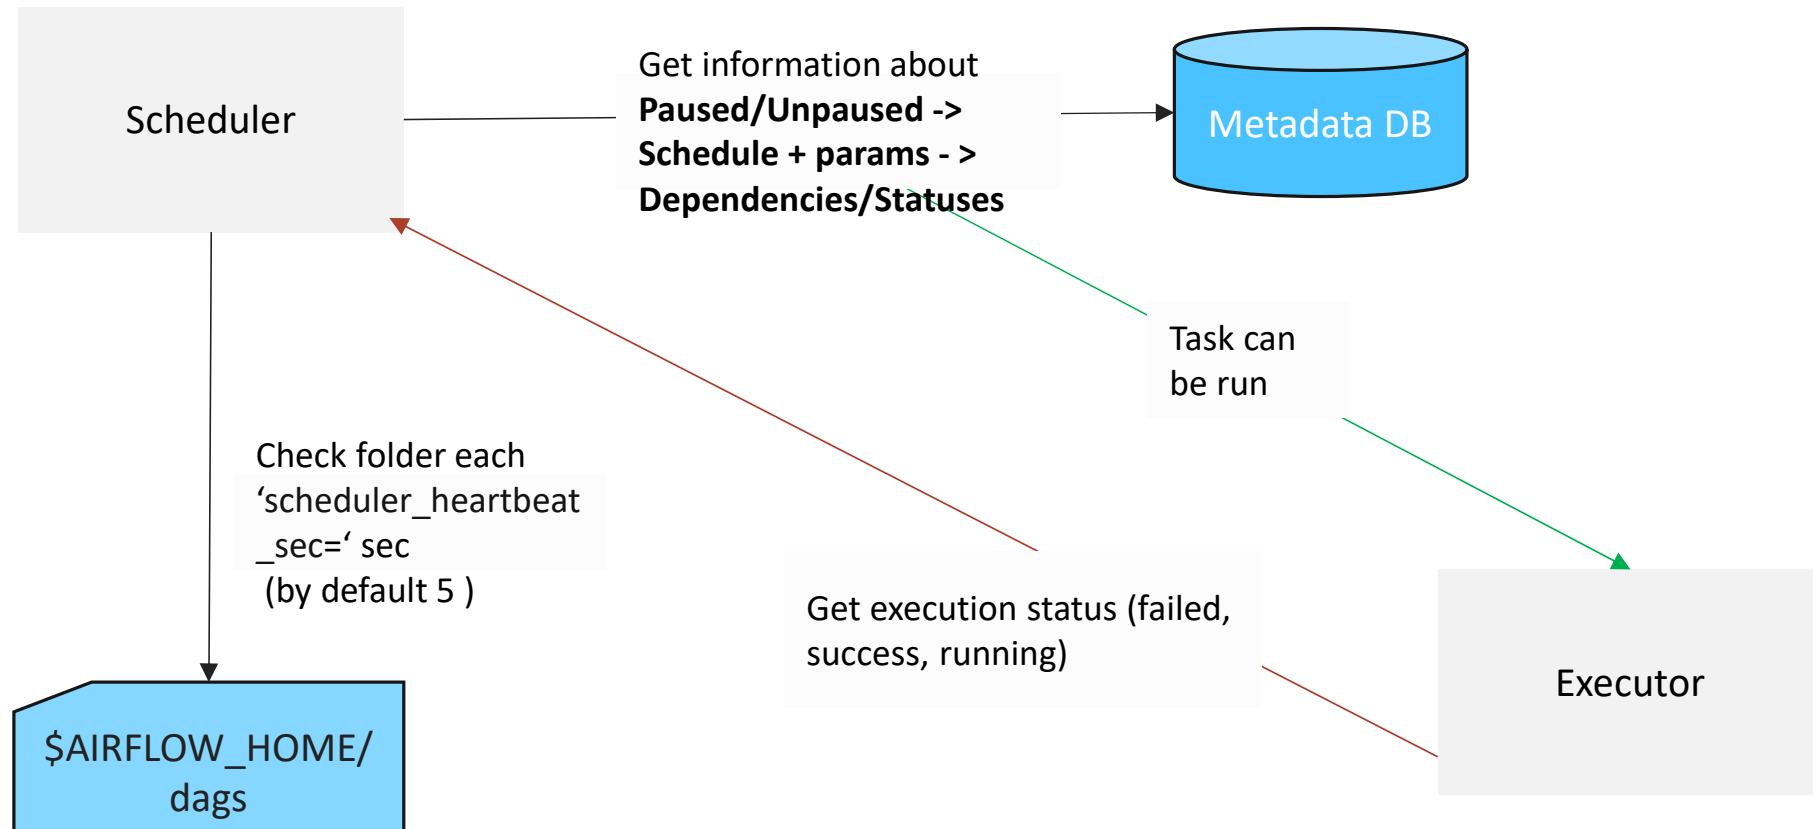 Scheduler
Get information about
Paused/Unpaused ->
Schedule + params - >
Dependencies/Statuses
Metadata DB
Task can
be run
Check folder each
‘scheduler_heartbeat
_sec=‘ sec
(by default 5 )
Get execution status (failed,
success, running)
Executor
$AIRFLOW_HOME/
dags